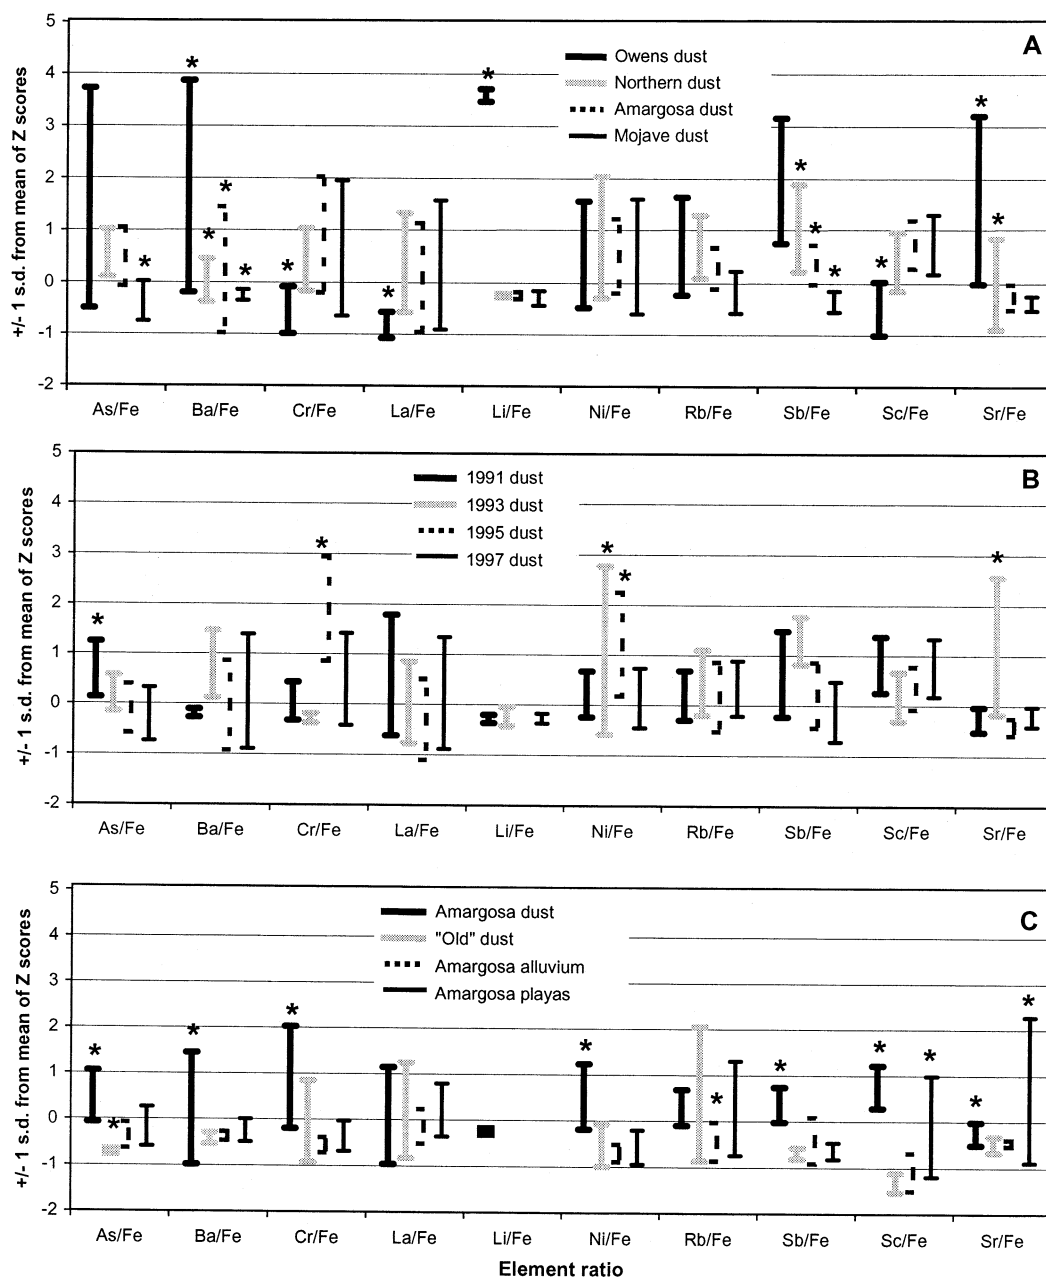 A
+/- 1 s.d. from mean of Z scores
5
4
3
2
1
0
-1
-2
Owens dust
Northern dust
Amargosa dust
Mojave dust
* * * * * * * * * * * * * * *
As/Fe Ba/Fe Cr/Fe La/Fe Li/Fe Ni/Fe Rb/Fe Sb/Fe Sc/Fe Sr/Fe
B
+/- 1 s.d. from mean of Z scores
5
4
3
2
1
0
-1
-2
1991 dust
1993 dust
1995 dust
1997 dust
* * * * *
As/Fe Ba/Fe Cr/Fe La/Fe Li/Fe Ni/Fe Rb/Fe Sb/Fe Sc/Fe Sr/Fe
C
+/- 1 s.d. from mean of Z scores
5
4
3
2
1
0
-1
-2
Amargosa dust
"Old" dust
Amargosa alluvium
Amargosa playas
* * * * * * * * * * *
As/Fe Ba/Fe Cr/Fe La/Fe Li/Fe Ni/Fe Rb/Fe Sb/Fe Sc/Fe Sr/Fe
Element ratio